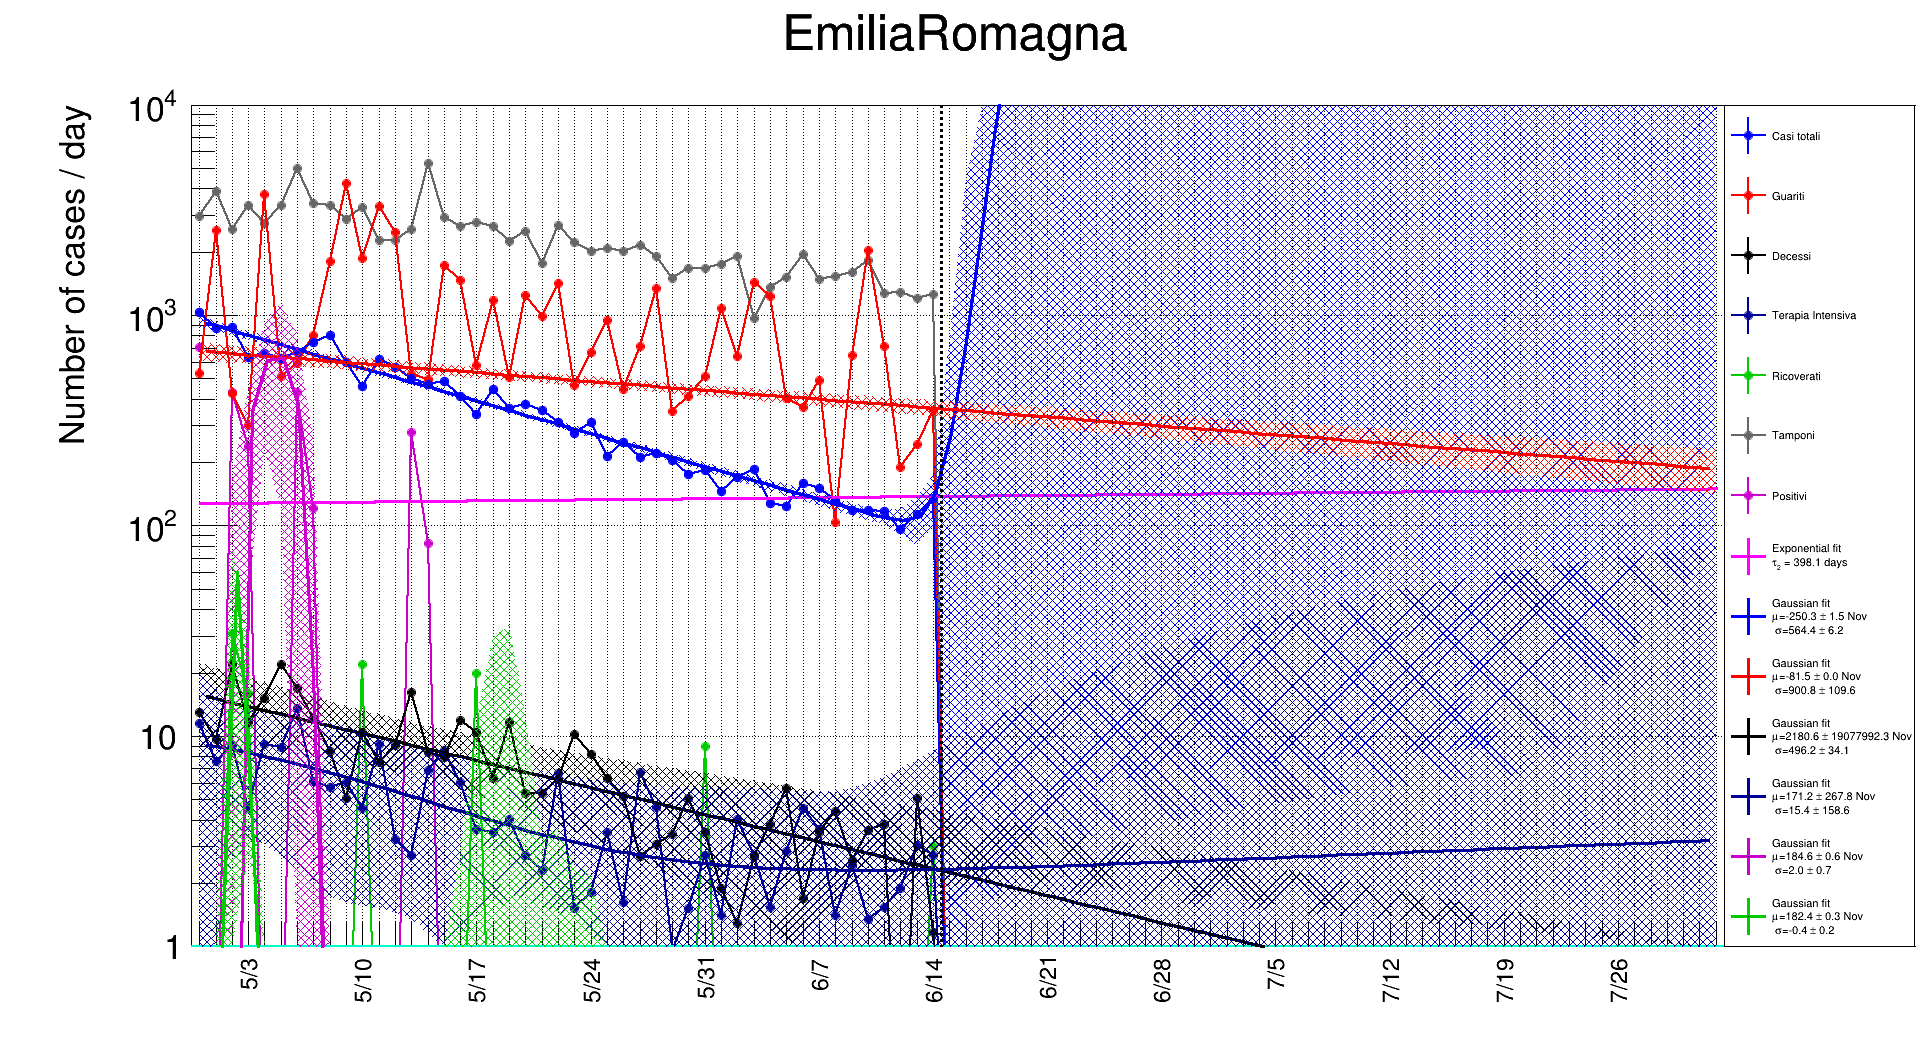 EmiliaRomagna
Number of cases / day
10⁴
10³
10²
10
1
5/3
5/10
5/17
5/24
5/31
6/7
6/14
6/21
6/28
7/5
7/12
7/19
7/26
Casi totali
Guariti
Decessi
Terapia Intensiva
Ricoverati
Tamponi
Positivi
Exponential fit
τ₂ = 398.1 days
Gaussian fit
μ=-250.3 ± 1.5 Nov
σ=564.4 ± 6.2
Gaussian fit
μ=-81.5 ± 0.0 Nov
σ=900.8 ± 109.6
Gaussian fit
μ=2180.6 ± 19077992.3 Nov
σ=496.2 ± 34.1
Gaussian fit
μ=171.2 ± 267.8 Nov
σ=15.4 ± 158.6
Gaussian fit
μ=184.6 ± 0.6 Nov
σ=2.0 ± 0.7
Gaussian fit
μ=182.4 ± 0.3 Nov
σ=-0.4 ± 0.2